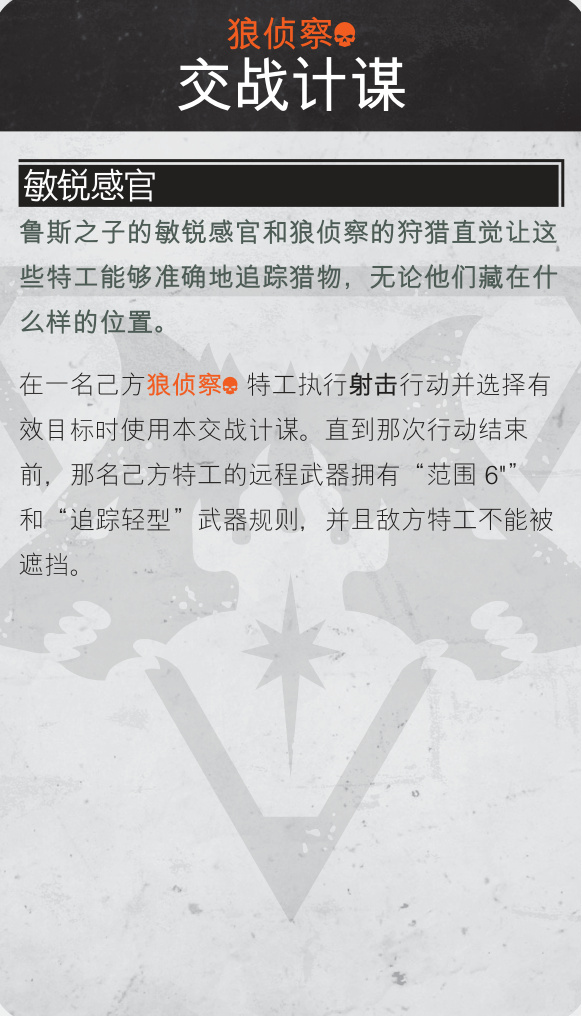 狼侦察
交战计谋
敏锐感官
鲁斯之子的敏锐感官和狼侦察的狩猎直觉让这
些特工能够准确地追踪猎物，无论他们藏在什
么样的位置。
在一名己方狼侦察 特工执行射击行动并选择有
效目标时使用本交战计谋。直到那次行动结束
前，那名己方特工的远程武器拥有“范围 6"”
和“追踪轻型”武器规则，并且敌方特工不能被
遮挡。